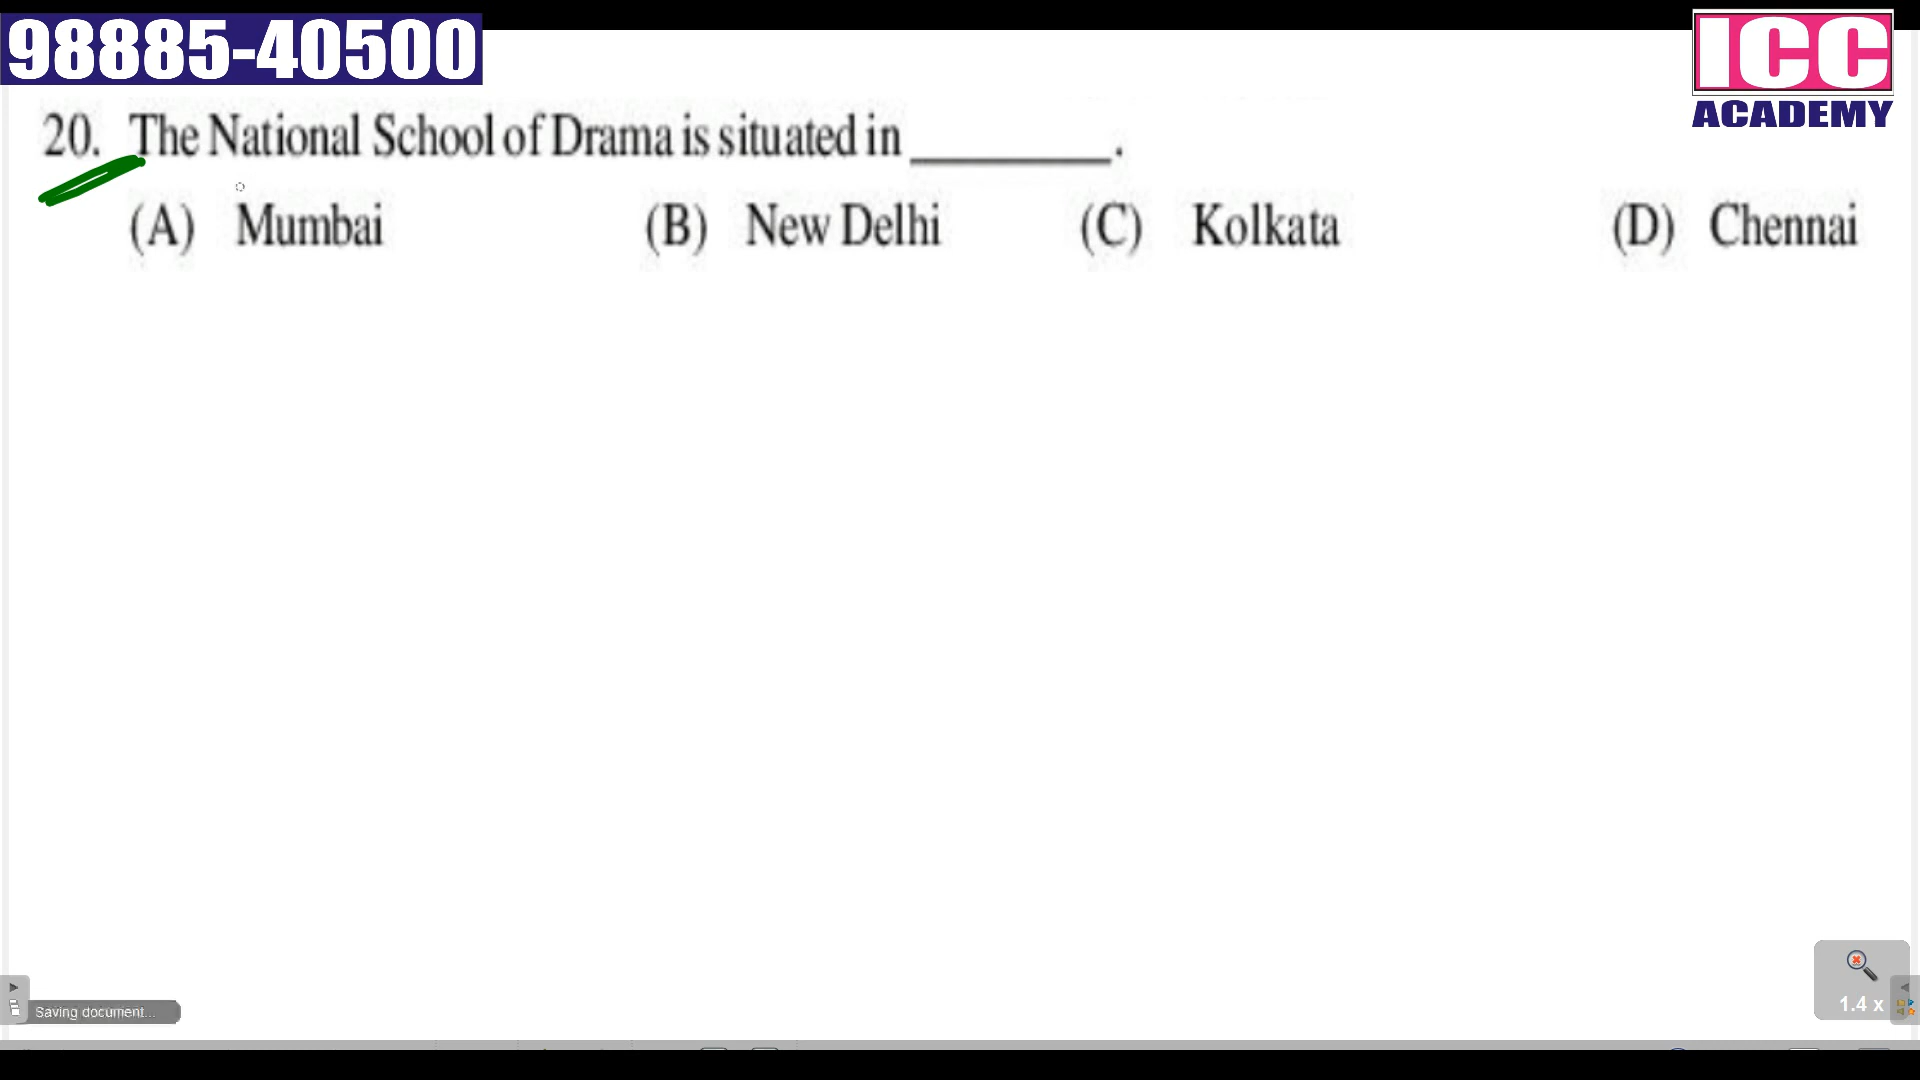 98885-40500
ICC
ACADEMY
20. The National School of Drama is situated in ________.
(A) Mumbai (B) New Delhi (C) Kolkata (D) Chennai
Saving document...
1.4 x